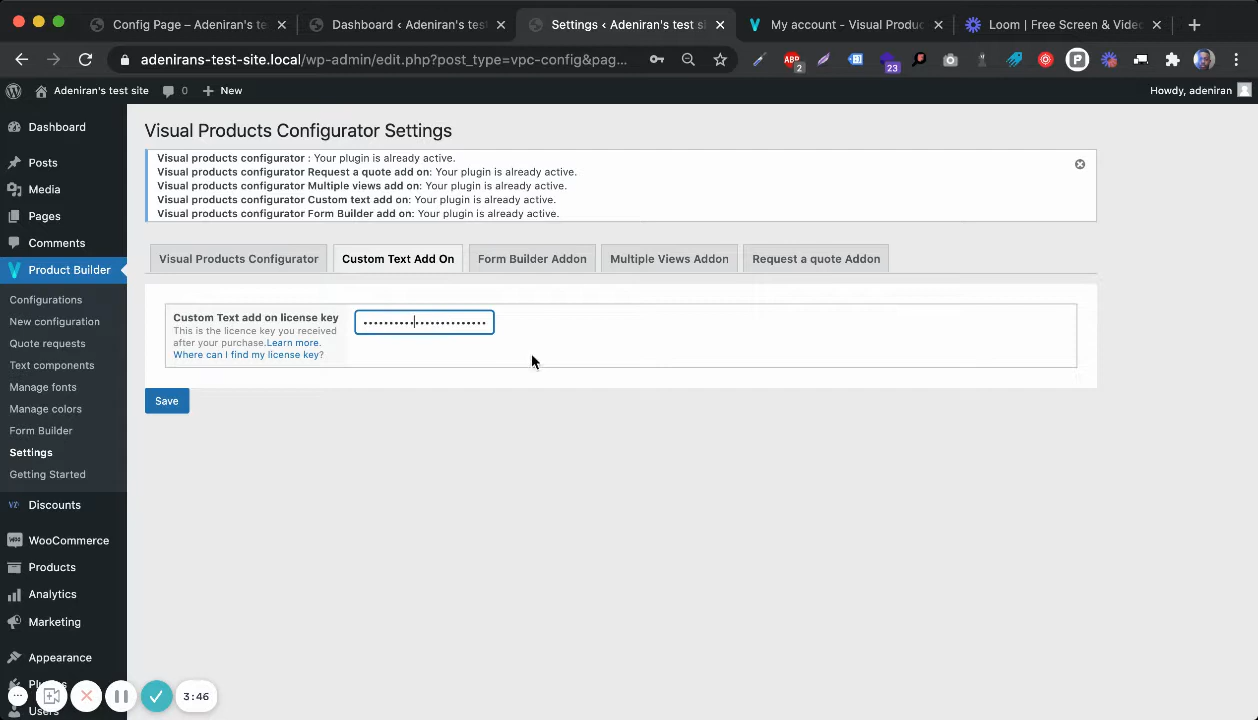 Config Page – Adeniran's te
Dashboard ‹ Adeniran's test
Settings ‹ Adeniran's test si
My account - Visual Produc
Loom | Free Screen & Video
adenirans-test-site.local/wp-admin/edit.php?post_type=vpc-config&pag...
2
23
P
Adeniran's test site
0
New
Howdy, adeniran
Dashboard
Posts
Media
Pages
Comments
Product Builder
Configurations
New configuration
Quote requests
Text components
Manage fonts
Manage colors
Form Builder
Settings
Getting Started
Discounts
WooCommerce
Products
Analytics
Marketing
Appearance
Users
Visual Products Configurator Settings
Visual products configurator : Your plugin is already active.
Visual products configurator Request a quote add on: Your plugin is already active.
Visual products configurator Multiple views add on: Your plugin is already active.
Visual products configurator Custom text add on: Your plugin is already active.
Visual products configurator Form Builder add on: Your plugin is already active.
Visual Products Configurator
Custom Text Add On
Form Builder Addon
Multiple Views Addon
Request a quote Addon
Custom Text add on license key
This is the licence key you received
after your purchase.Learn more.
Where can I find my license key?
Save
3:46